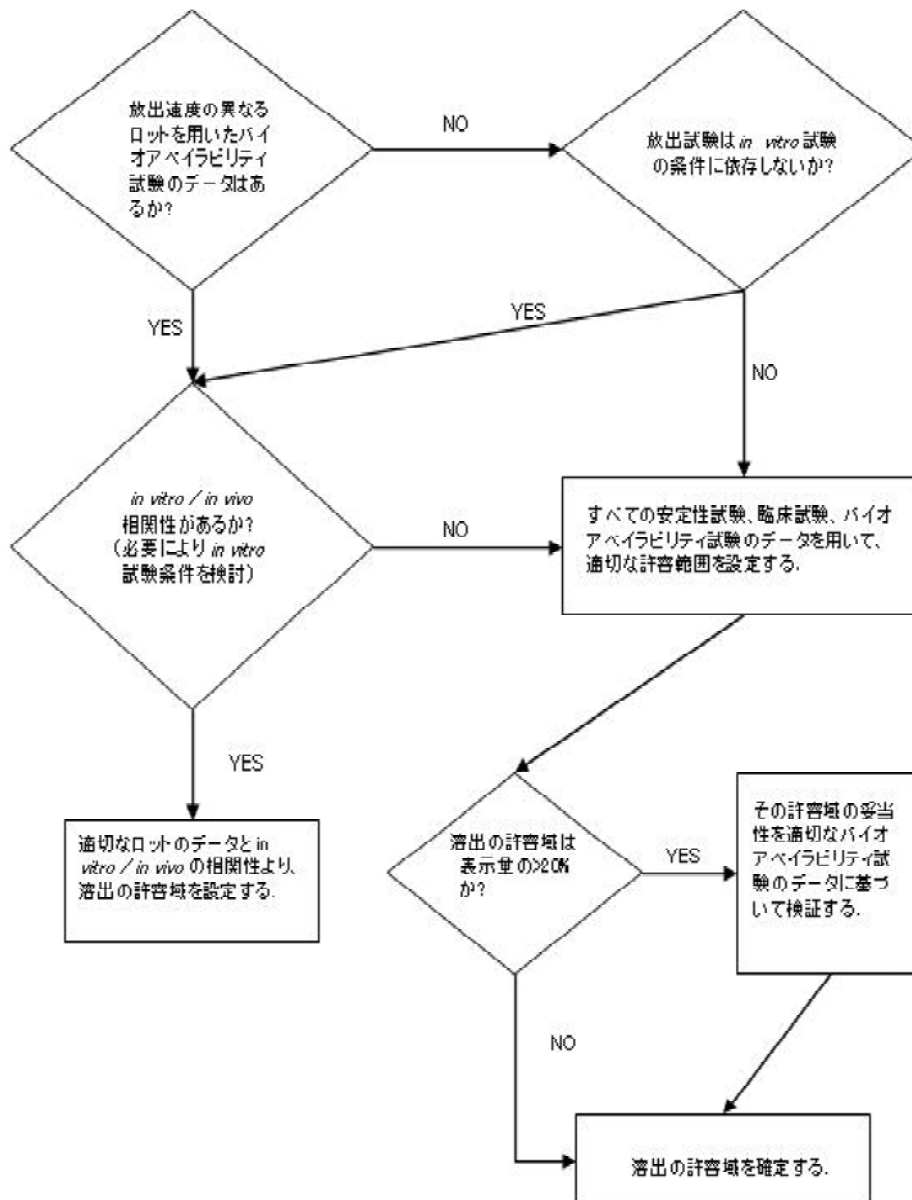 放出速度の異なる
ロットを用いたバイ
オアベイラビリティ
試験のデータはあ
るか?
NO
放出試験は in vitro 試験
の条件に依存しないか?
YES
YES
NO
in vitro / in vivo
相関性があるか?
(必要により in vitro
試験条件を検討)
NO
すべての安定性試験、臨床試験、バイオ
アベイラビリティ試験のデータを用いて、
適切な許容範囲を設定する.
YES
適切なロットのデータと in
vitro / in vivo の相関性より、
溶出の許容域を設定する.
溶出の許容域は
表示量の>20%
か?
YES
その許容域の妥当
性を適切なバイオ
アベイラビリティ試
験のデータに基づ
いて検証する.
NO
溶出の許容域を確定する.